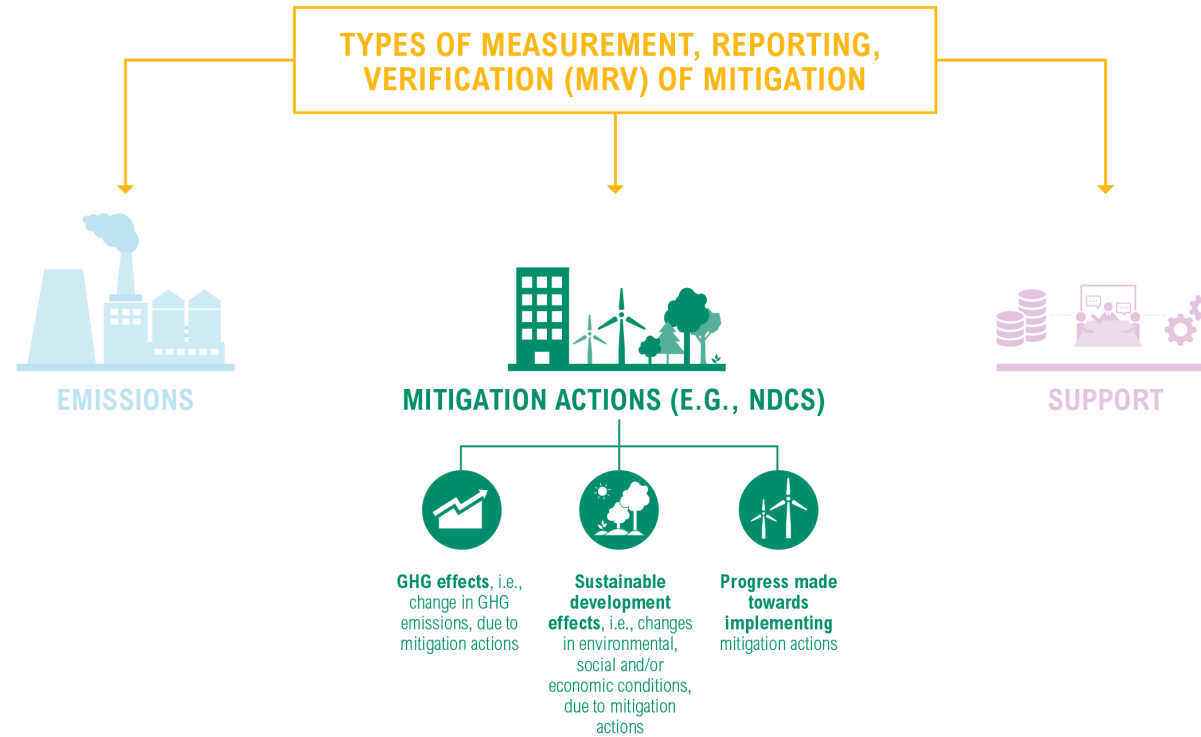 TYPES OF MEASUREMENT, REPORTING,
VERIFICATION (MRV) OF MITIGATION
EMISSIONS
MITIGATION ACTIONS (E.G., NDCS)
SUPPORT
GHG effects, i.e.,
change in GHG
emissions, due to
mitigation actions
Sustainable
development
effects, i.e., changes
in environmental,
social and/or
economic conditions,
due to mitigation
actions
Progress made
towards
implementing
mitigation actions